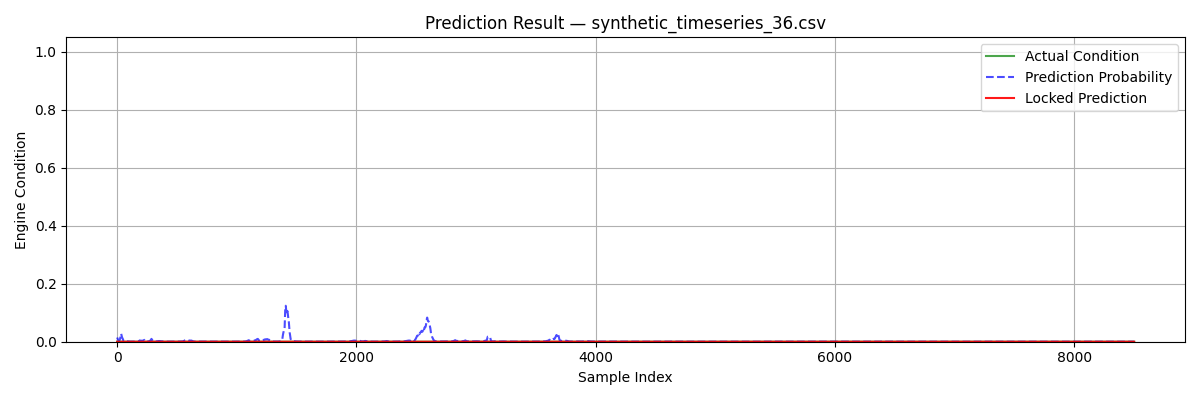 Prediction Result — synthetic_timeseries_36.csv
1.0
0.8
0.6
0.4
0.2
0.0
Engine Condition
Actual Condition
Prediction Probability
Locked Prediction
0
2000
4000
6000
8000
Sample Index